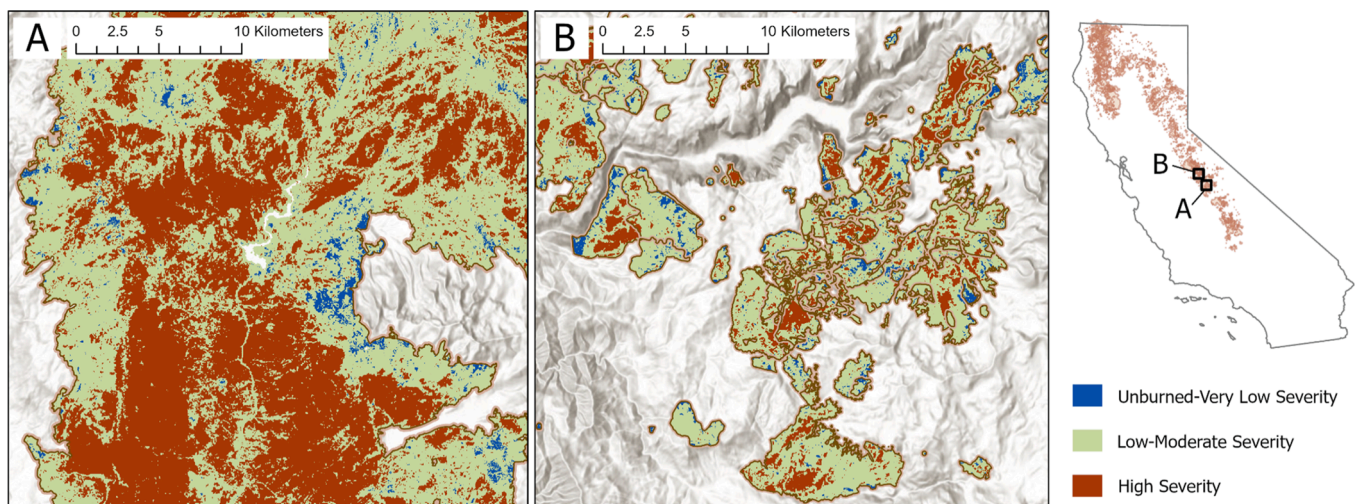 A
0 2.5 5 10 Kilometers
B
0 2.5 5 10 Kilometers
B
A
Unburned-Very Low Severity
Low-Moderate Severity
High Severity